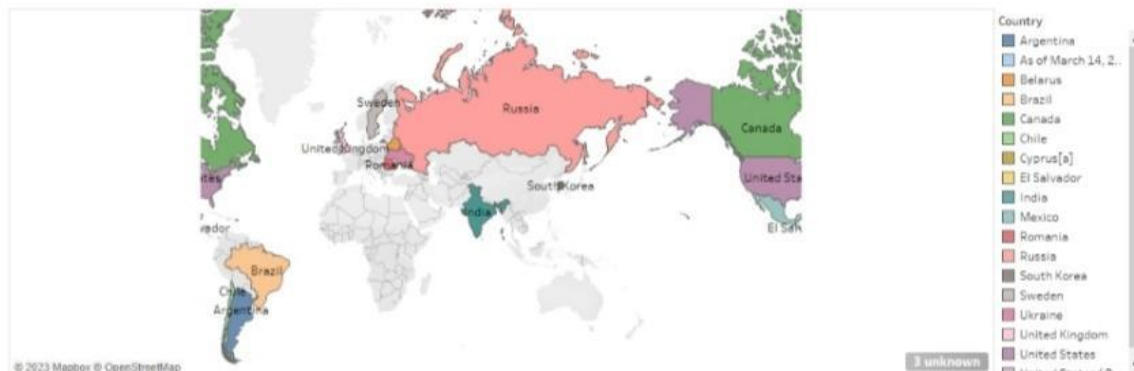 Country
Argentina
As of March 14, 2..
Belarus
Brazil
Canada
Chile
Cyprus[a]
El Salvador
India
Mexico
Romania
Russia
South Korea
Sweden
Ukraine
United Kingdom
United States
Sweden
Russia
Canada
United Kingdom
Romania
United Sta
tes
South Korea
India
vador
El Salv
Brazil
Chile
Argentina
© 2023 Mapbox © OpenStreetMap
3 unknown